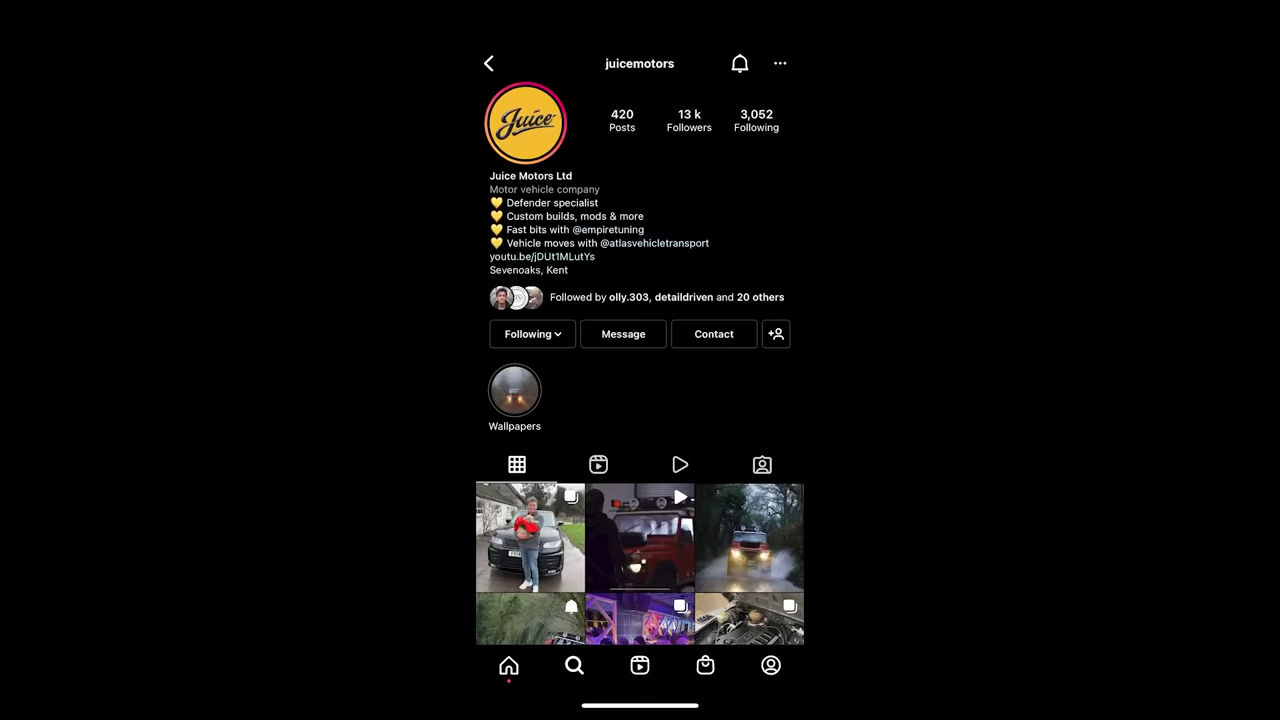 juicemotors
Juice
420
Posts
13 k
Followers
3,052
Following
Juice Motors Ltd
Motor vehicle company
💛 Defender specialist
💛 Custom builds, mods & more
💛 Fast bits with @empiretuning
💛 Vehicle moves with @atlasvehicletransport
youtu.be/jDUt1MLutYs
Sevenoaks, Kent
Followed by olly.303, detaildriven and 20 others
Following
Message
Contact
Wallpapers